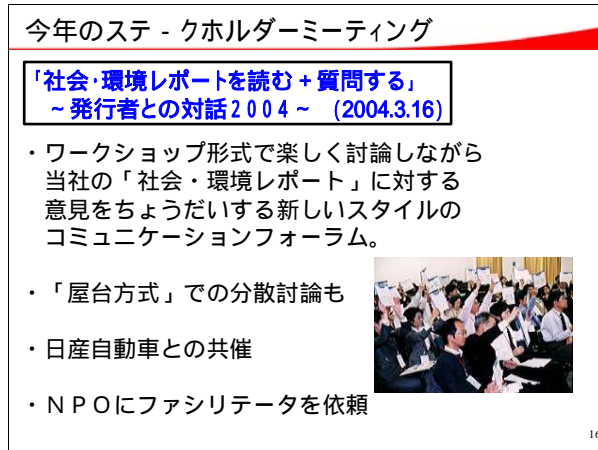 今年のステ‐クホルダーミーティング
「社会･環境レポートを読む+質問する」
~発行者との対話2004~ (2004.3.16)
・ワークショップ形式で楽しく討論しながら
当社の「社会・環境レポート」に対する
意見をちょうだいする新しいスタイルの
コミュニケーションフォーラム。
・「屋台方式」での分散討論も
・日産自動車との共催
・NPOにファシリテータを依頼
16